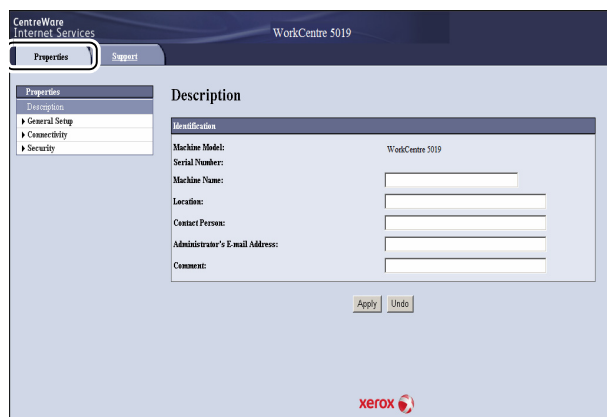 CentreWare
Internet Services
WorkCentre 5019
Properties
Support
Properties
Description
General Setup
Connectivity
Security
Description
Identification
Machine Model: WorkCentre 5019
Serial Number:
Machine Name:
Location:
Contact Person:
Administrator's E-mail Address:
Comment:
Apply Undo
xerox